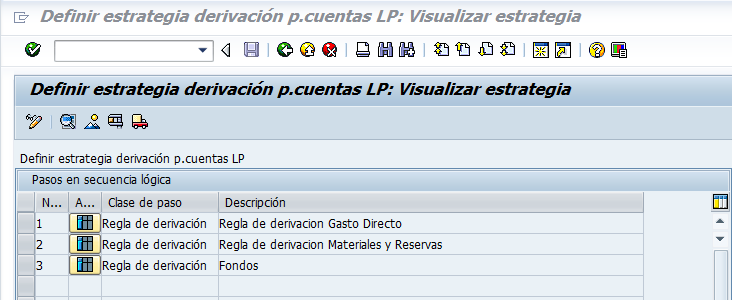 Definir estrategia derivación p.cuentas LP: Visualizar estrategia
Definir estrategia derivación p.cuentas LP: Visualizar estrategia
Definir estrategia derivación p.cuentas LP
Pasos en secuencia lógica
N... A... Clase de paso Descripción
1 Regla de derivación Regla de derivacion Gasto Directo
2 Regla de derivación Regla de derivacion Materiales y Reservas
3 Regla de derivación Fondos